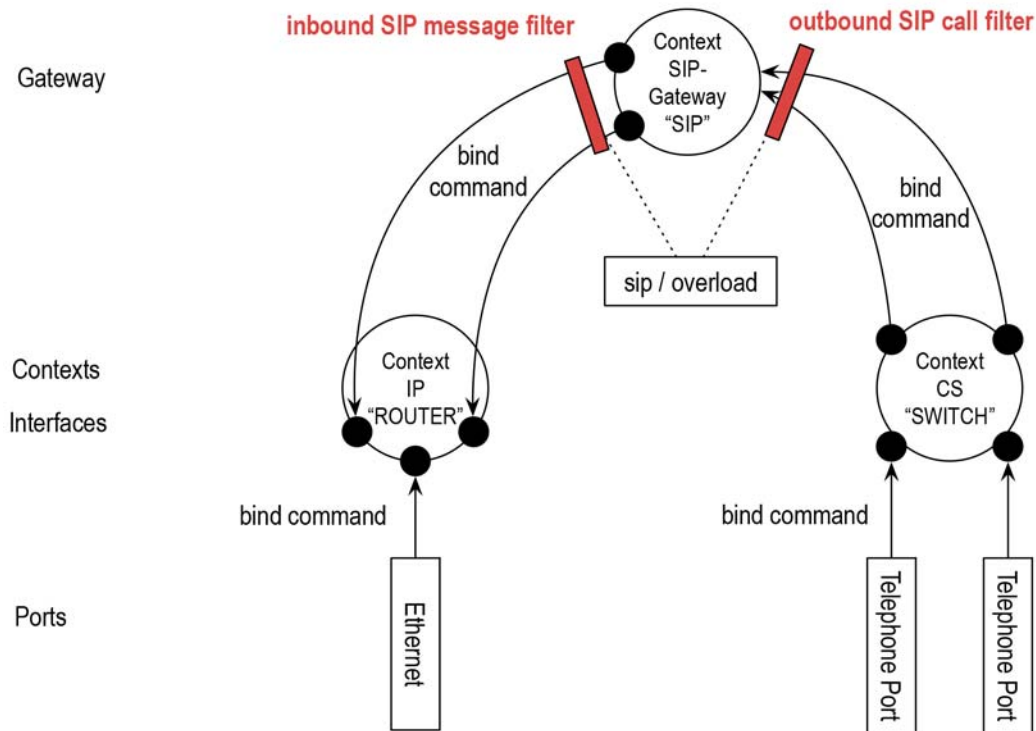 inbound SIP message filter
outbound SIP call filter
Gateway
Context
SIP-
Gateway
“SIP”
bind
command
bind
command
sip / overload
Contexts
Interfaces
Context
IP
“ROUTER”
Context
CS
“SWITCH”
bind command
bind command
Ports
Ethernet
Telephone Port
Telephone Port